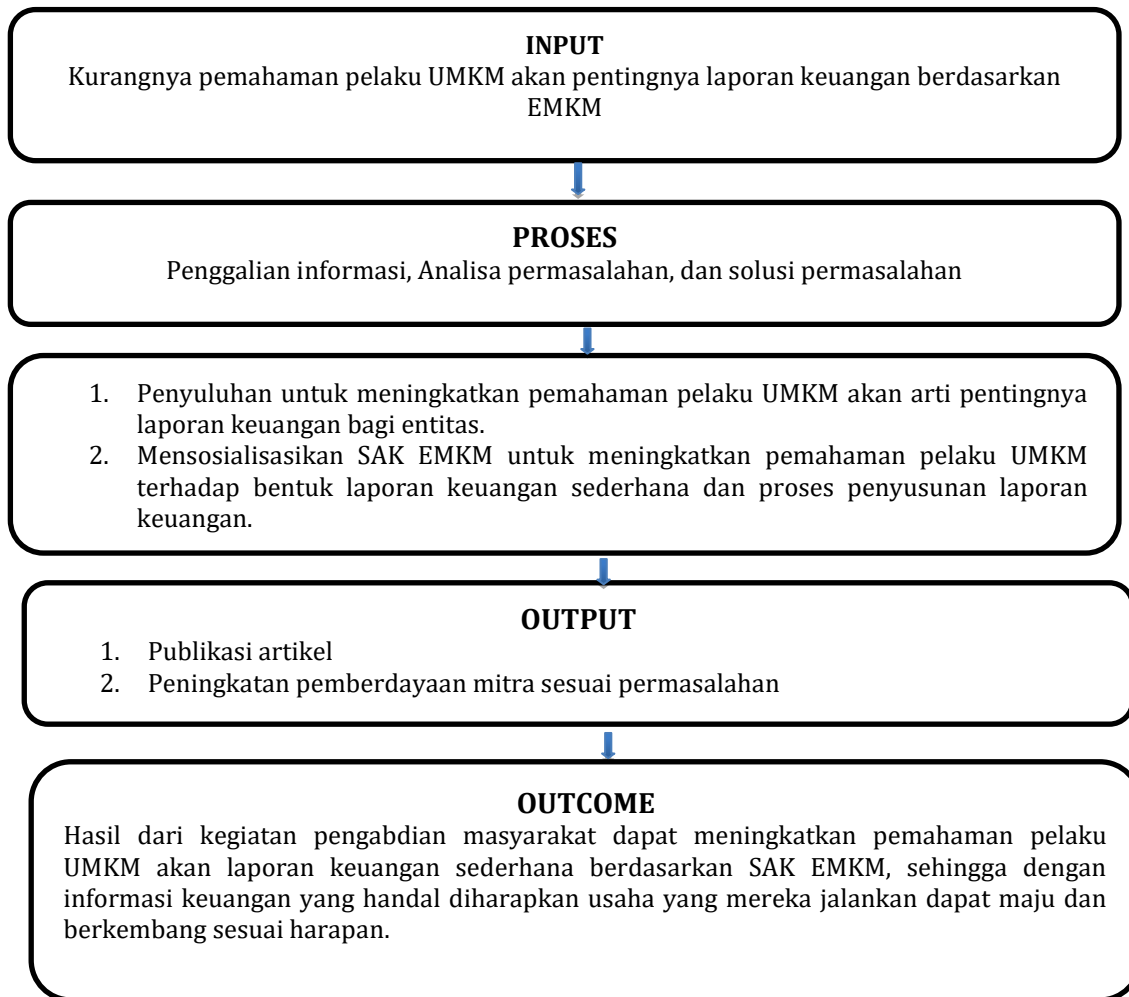 INPUT
Kurangnya pemahaman pelaku UMKM akan pentingnya laporan keuangan berdasarkan
EMKM
PROSES
Penggalian informasi, Analisa permasalahan, dan solusi permasalahan
1. Penyuluhan untuk meningkatkan pemahaman pelaku UMKM akan arti pentingnya
laporan keuangan bagi entitas.
2. Mensosialisasikan SAK EMKM untuk meningkatkan pemahaman pelaku UMKM
terhadap bentuk laporan keuangan sederhana dan proses penyusunan laporan
keuangan.
OUTPUT
1. Publikasi artikel
2. Peningkatan pemberdayaan mitra sesuai permasalahan
OUTCOME
Hasil dari kegiatan pengabdian masyarakat dapat meningkatkan pemahaman pelaku
UMKM akan laporan keuangan sederhana berdasarkan SAK EMKM, sehingga dengan
informasi keuangan yang handal diharapkan usaha yang mereka jalankan dapat maju dan
berkembang sesuai harapan.